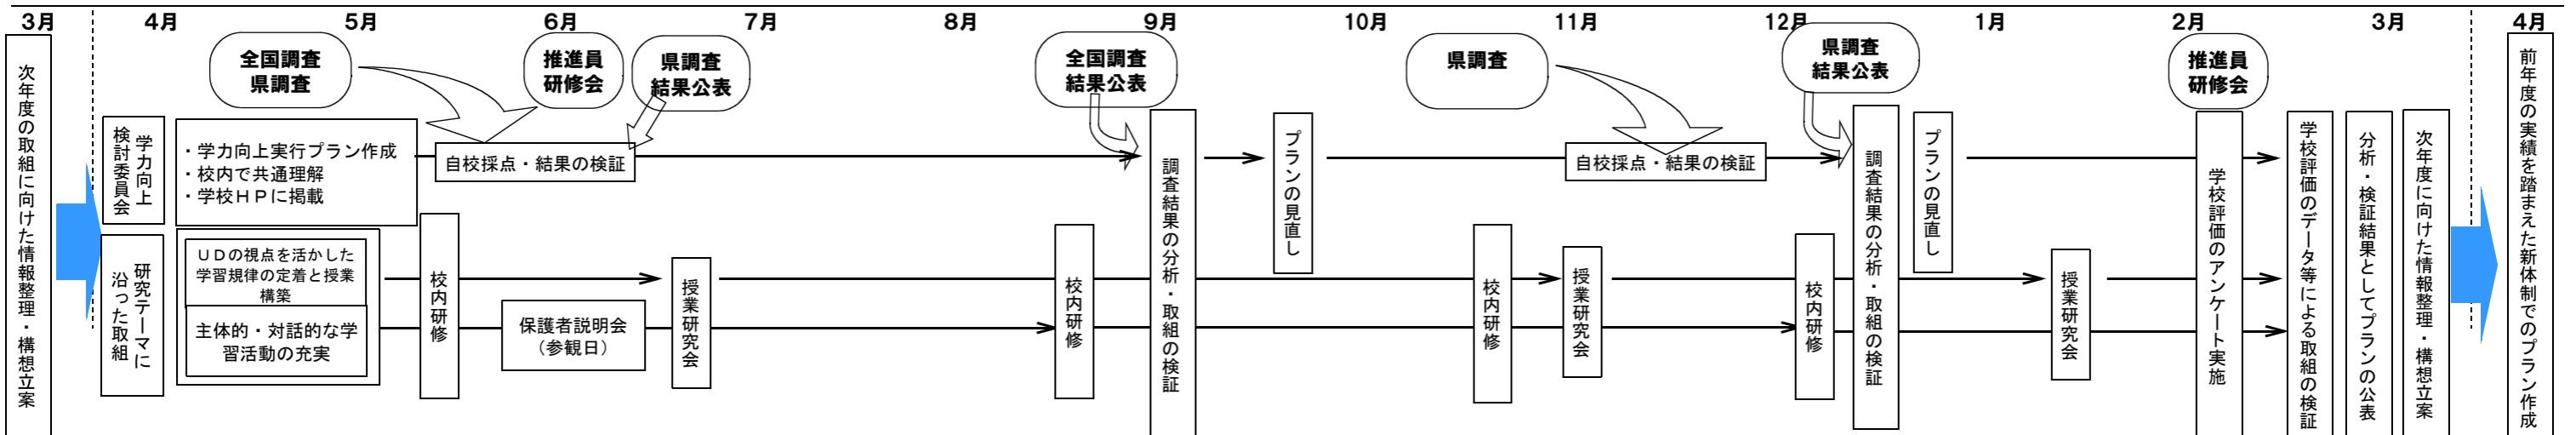 3月
4月
5月
6月
7月
8月
9月
10月
11月
12月
1月
2月
3月
4月
次年度の取組に向けた情報整理・構想立案
学力向上
検討委員会
研究テーマに
沿った取組
全国調査
県調査
・学力向上実行プラン作成
・校内で共通理解
・学校ＨＰに掲載
ＵＤの視点を活かした
学習規律の定着と授業
構築
主体的・対話的な学
習活動の充実
校内研修
推進員
研修会
県調査
結果公表
自校採点・結果の検証
保護者説明会
（参観日）
授業研究会
全国調査
結果公表
校内研修
調査結果の分析・取組の検証
プランの見直し
県調査
自校採点・結果の検証
校内研修
授業研究会
県調査
結果公表
校内研修
調査結果の分析・取組の検証
プランの見直し
授業研究会
推進員
研修会
学校評価のアンケート実施
学校評価のデータ等による取組の検証
分析・検証結果としてプランの公表
次年度に向けた情報整理・構想立案
前年度の実績を踏まえた新体制でのプラン作成